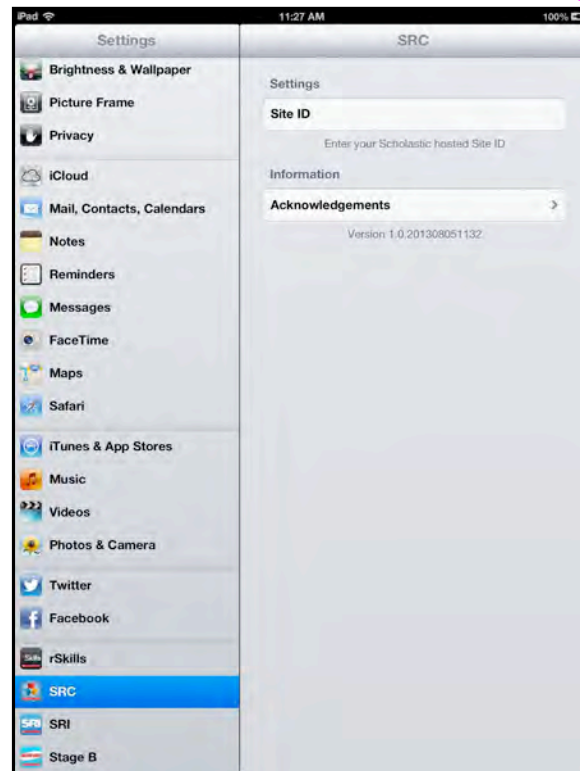 iPad 11:27 AM 100%
Settings
Brightness & Wallpaper
Picture Frame
Privacy
iCloud
Mail, Contacts, Calendars
Notes
Reminders
Messages
FaceTime
Maps
Safari
iTunes & App Stores
Music
Videos
Photos & Camera
Twitter
Facebook
rSkills
SRC
SRI
Stage B
SRC
Settings
Site ID
Enter your Scholastic hosted Site ID
Information
Acknowledgements
Version 1.0.201308051132